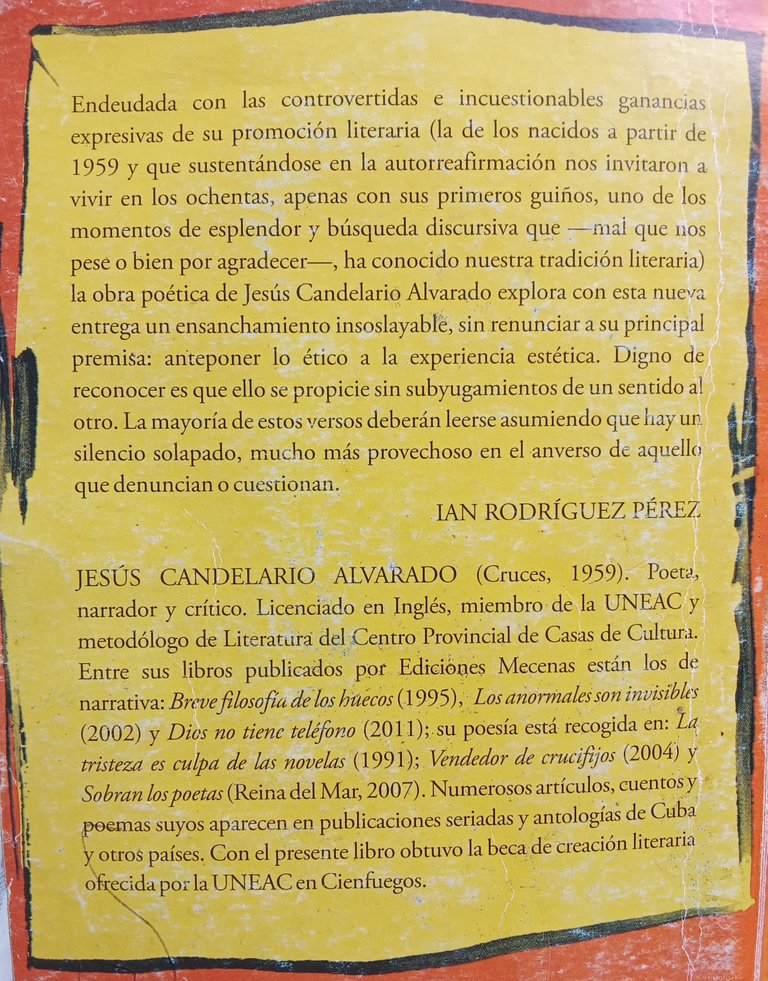 Endeudada con las controvertidas e incuestionables ganancias
expresivas de su promoción literaria (la de los nacidos a partir de
1959 y que sustentándose en la autorreafirmación nos invitaron a
vivir en los ochentas, apenas con sus primeros guiños, uno de los
momentos de esplendor y búsqueda discursiva que —mal que nos
pese o bien por agradecer—, ha conocido nuestra tradición literaria)
la obra poética de Jesús Candelario Alvarado explora con esta nueva
entrega un ensanchamiento insoslayable, sin renunciar a su principal
premisa: anteponer lo ético a la experiencia estética. Digno de
reconocer es que ello se propicie sin subyugamientos de un sentido al
otro. La mayoría de estos versos deberán leerse asumiendo que hay un
silencio solapado, mucho más provechoso en el anverso de aquello
que denuncian o cuestionan.
IAN RODRÍGUEZ PÉREZ
JESÚS CANDELARIO ALVARADO (Cruces, 1959). Poeta,
narrador y crítico. Licenciado en Inglés, miembro de la UNEAC y
metodólogo de Literatura del Centro Provincial de Casas de Cultura.
Entre sus libros publicados por Ediciones Mecenas están los de
narrativa: Breve filosofía de los huecos (1995), Los anormales son invisibles
(2002) y Dios no tiene teléfono (2011); su poesía está recogida en: La
tristeza es culpa de las novelas (1991); Vendedor de crucifijos (2004) y
Sobran los poetas (Reina del Mar, 2007). Numerosos artículos, cuentos y
poemas suyos aparecen en publicaciones seriadas y antologías de Cuba
y otros países. Con el presente libro obtuvo la beca de creación literaria
ofrecida por la UNEAC en Cienfuegos.